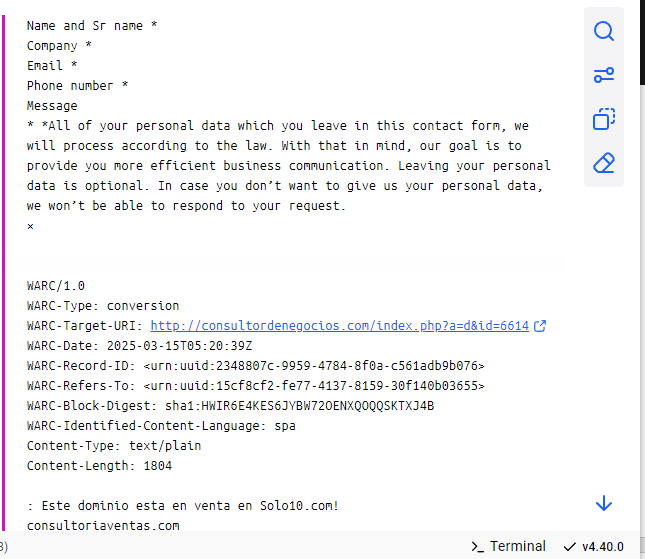 Name and Sr name *
Company *
Email *
Phone number *
Message
* *All of your personal data which you leave in this contact form, we
will process according to the law. With that in mind, our goal is to
provide you more efficient business communication. Leaving your personal
data is optional. In case you don’t want to give us your personal data,
we won’t be able to respond to your request.
×
WARC/1.0
WARC-Type: conversion
WARC-Target-URI: http://consultordenegocios.com/index.php?a=d&id=6614
WARC-Date: 2025-03-15T05:20:39Z
WARC-Record-ID: <urn:uuid:2348807c-9959-4784-8f0a-c561adb9b076>
WARC-Refers-To: <urn:uuid:15cf8cf2-fe77-4137-8159-30f140b03655>
WARC-Block-Digest: sha1:HWIR6E4KES6JYBW72OENXQOQQSKTXJ4B
WARC-Identified-Content-Language: spa
Content-Type: text/plain
Content-Length: 1804
: Este dominio esta en venta en Solo10.com!
consultoriaventas.com
3) Terminal v4.40.0